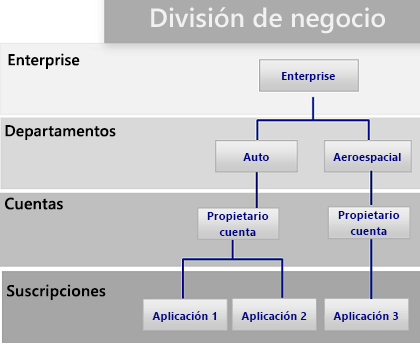 División de negocio
Enterprise
Enterprise
Departamentos
Auto
Aeroespacial
Cuentas
Propietario
cuenta
Propietario
cuenta
Suscripciones
Aplicación 1
Aplicación 2
Aplicación 3